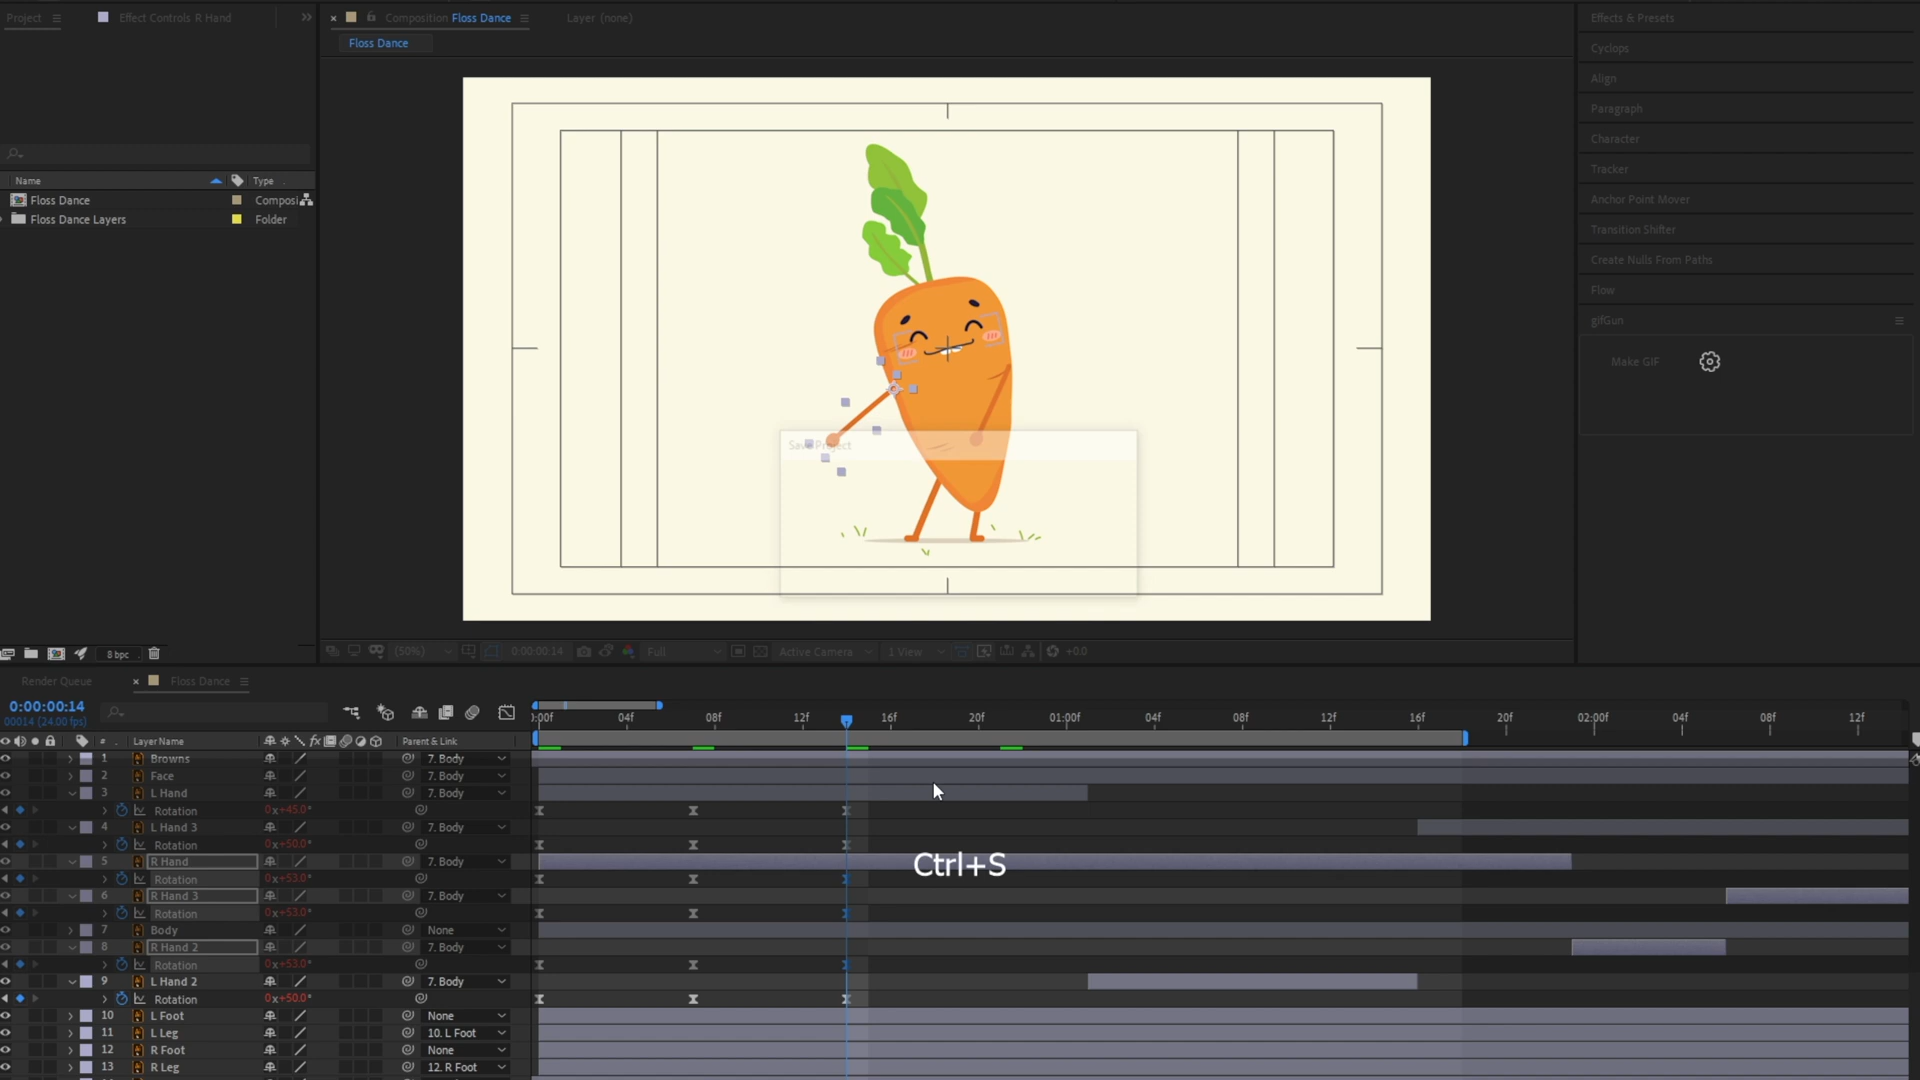 Project
Effect Controls R Hand
Composition Floss Dance
Layer (none)
Floss Dance
Effects & Presets
Cyclops
Align
Paragraph
Character
Tracker
Anchor Point Mover
Transition Shifter
Create Nulls From Paths
Flow
gifGun
Make GIF
Name
Type
Floss Dance
Composi
Floss Dance Layers
Folder
Save Project
8 bpc
(50%)
0:00:00:14
Full
Active Camera
1 View
+0.0
Render Queue
Floss Dance
0:00:00:14
00014 (24.00 fps)
):00f
04f
08f
12f
16f
20f
01:00f
04f
08f
12f
16f
20f
02:00f
04f
08f
12f
#
Layer Name
fx
Parent & Link
1 Browns 7. Body
2 Face 7. Body
3 L Hand 7. Body
Rotation 0x+45.0°
4 L Hand 3 7. Body
Rotation 0x+50.0°
5 R Hand 7. Body
Rotation 0x+53.0°
6 R Hand 3 7. Body
Rotation 0x+53.0°
7 Body None
8 R Hand 2 7. Body
Rotation 0x+53.0°
9 L Hand 2 7. Body
Rotation 0x+50.0°
10 L Foot None
11 L Leg 10. L Foot
12 R Foot None
13 R Leg 12. R Foot
Ctrl+S